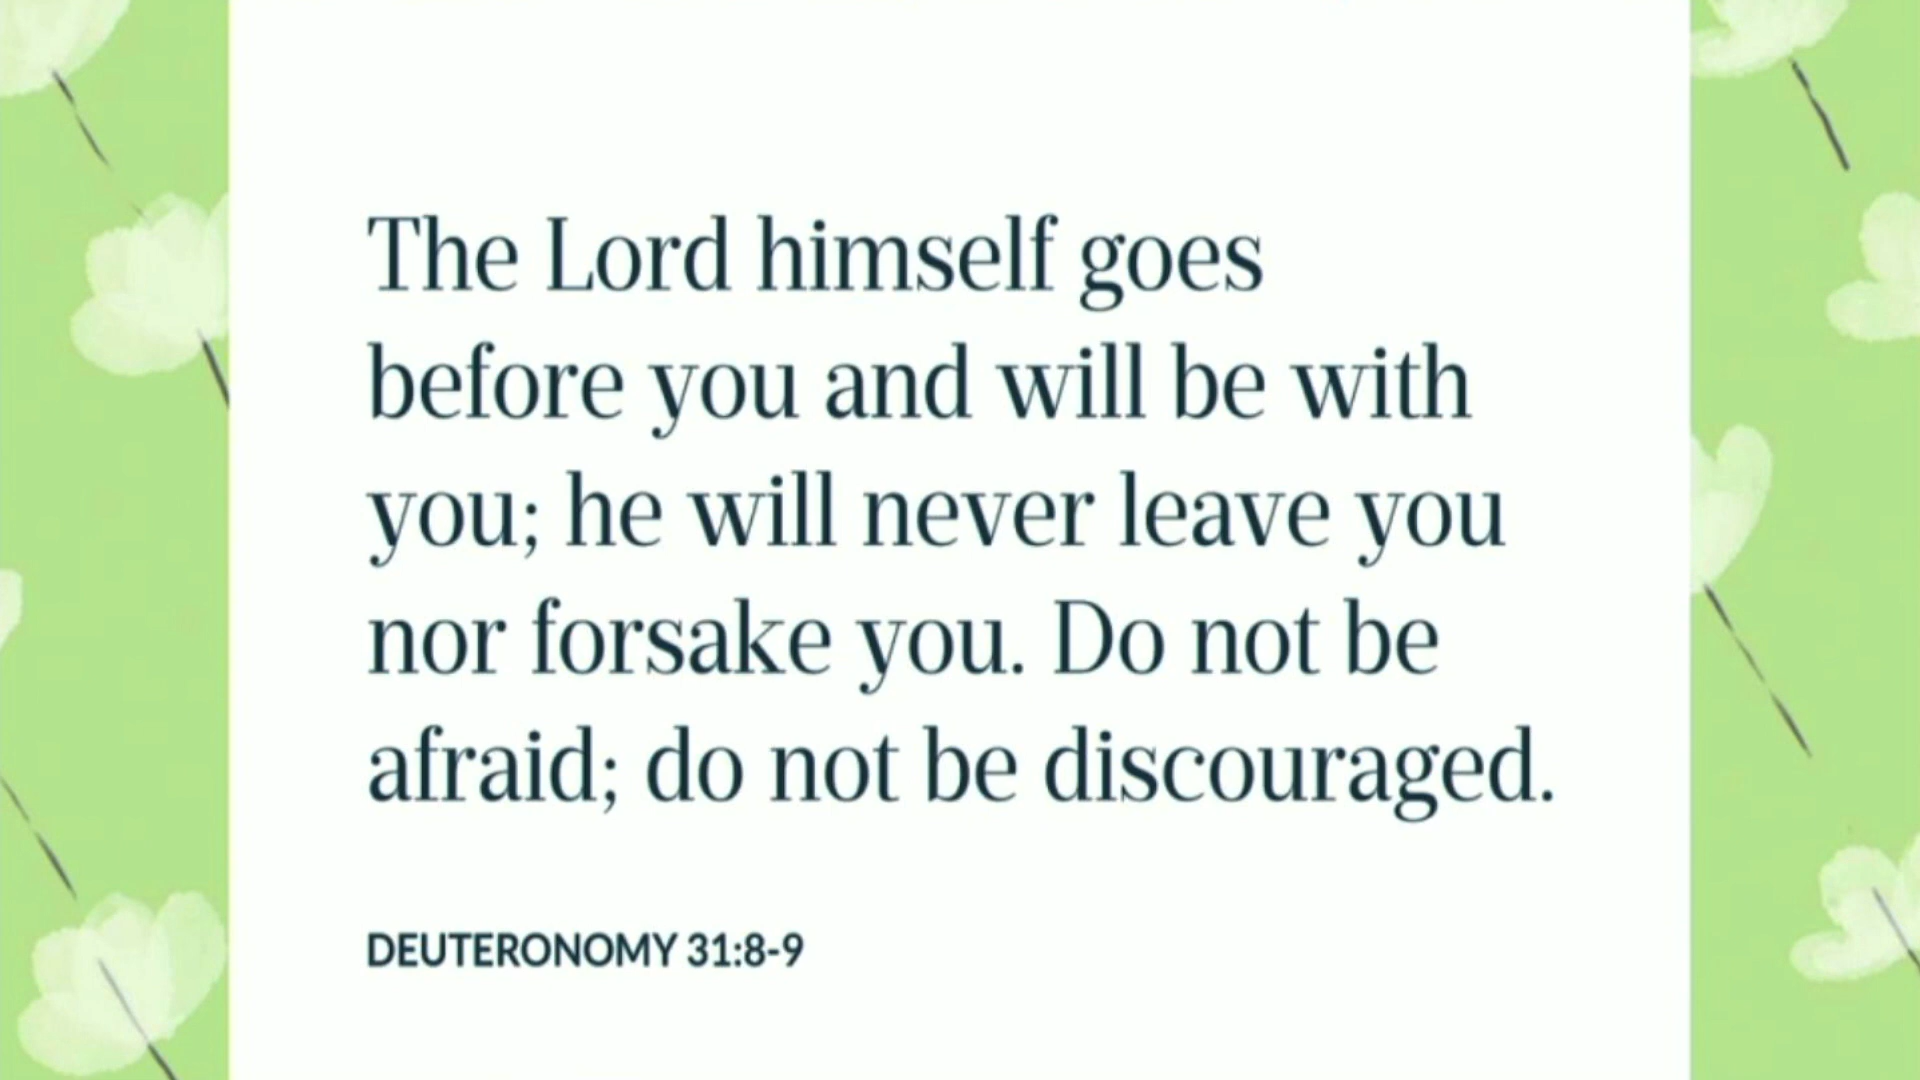 The Lord himself goes
before you and will be with
you; he will never leave you
nor forsake you. Do not be
afraid; do not be discouraged.
DEUTERONOMY 31:8-9